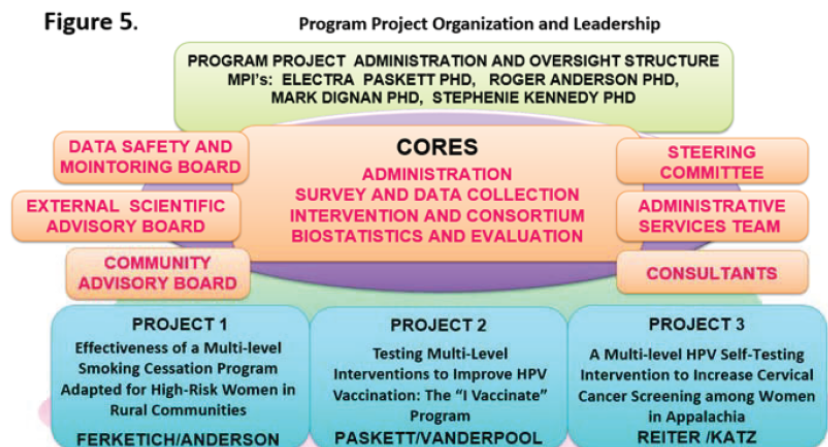 Figure 5.
Program Project Organization and Leadership
PROGRAM PROJECT ADMINISTRATION AND OVERSIGHT STRUCTURE
MPI's: ELECTRA PASKETT PHD, ROGER ANDERSON PHD,
MARK DIGNAN PHD, STEPHENIE KENNEDY PHD
DATA SAFETY AND
MOINTORING BOARD
EXTERNAL SCIENTIFIC
ADVISORY BOARD
COMMUNITY
ADVISORY BOARD
CORES
ADMINISTRATION
SURVEY AND DATA COLLECTION
INTERVENTION AND CONSORTIUM
BIOSTATISTICS AND EVALUATION
STEERING
COMMITTEE
ADMINISTRATIVE
SERVICES TEAM
CONSULTANTS
PROJECT 1
Effectiveness of a Multi-level
Smoking Cessation Program
Adapted for High-Risk Women in
Rural Communities
FERKETICH/ANDERSON
PROJECT 2
Testing Multi-Level
Interventions to Improve HPV
Vaccination: The “I Vaccinate”
Program
PASKETT/VANDERPOOL
PROJECT 3
A Multi-level HPV Self-Testing
Intervention to Increase Cervical
Cancer Screening among Women
in Appalachia
REITER /KATZ